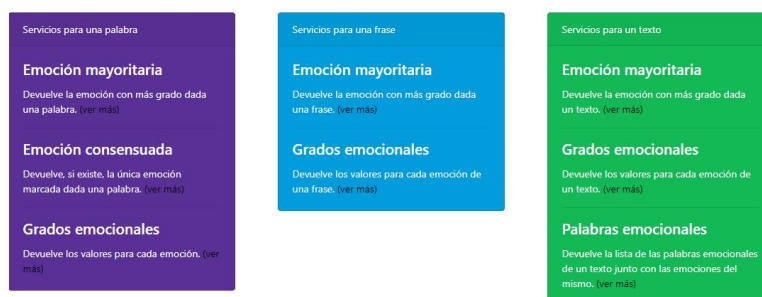 Servicios para una palabra
Emoción mayoritaria
Devuelve la emoción con más grado dada
una palabra. (ver más)
Emoción consensuada
Devuelve, si existe, la única emoción
marcada dada una palabra. (ver más)
Grados emocionales
Devuelve los valores para cada emoción. (ver
más)
Servicios para una frase
Emoción mayoritaria
Devuelve la emoción con más grado dada
una frase. (ver más)
Grados emocionales
Devuelve los valores para cada emoción de
una frase. (ver más)
Servicios para un texto
Emoción mayoritaria
Devuelve la emoción con más grado dada
un texto. (ver más)
Grados emocionales
Devuelve los valores para cada emoción de
un texto. (ver más)
Palabras emocionales
Devuelve la lista de las palabras emocionales
de un texto junto con las emociones del
mismo. (ver más)